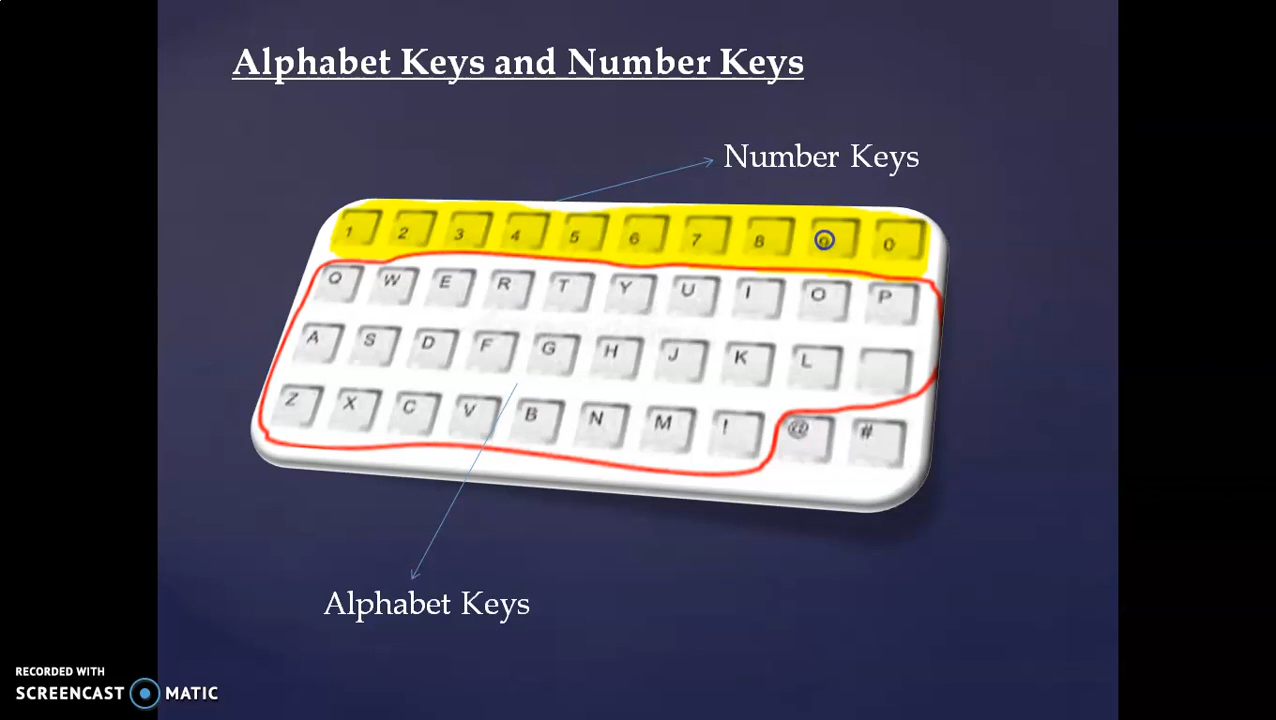 Alphabet Keys and Number Keys
Number Keys
1 2 3 4 5 6 7 8 9 0
Q W E R T Y U I O P
A S D F G H J K L
Z X C V B N M ! @ #
Alphabet Keys
RECORDED WITH
SCREENCAST MATIC